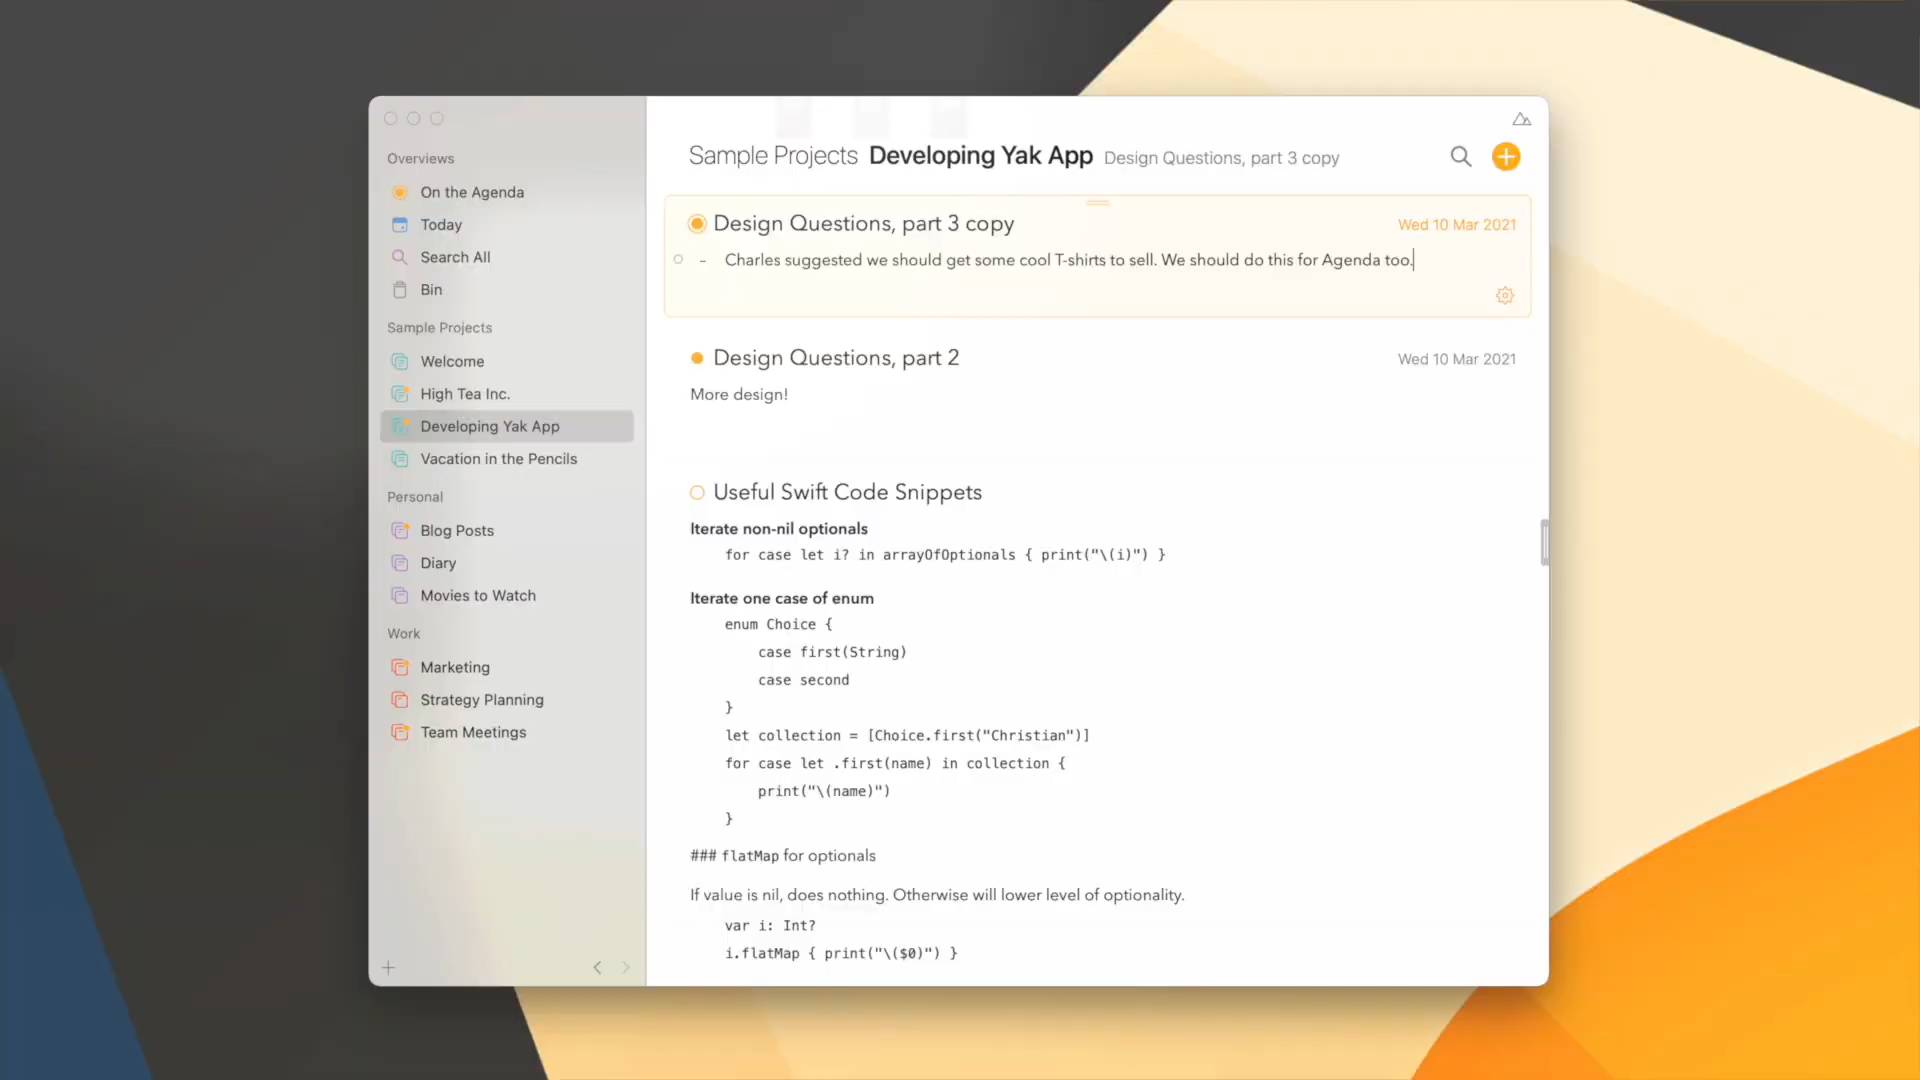 Overviews
On the Agenda
Today
Search All
Bin
Sample Projects
Welcome
High Tea Inc.
Developing Yak App
Vacation in the Pencils
Personal
Blog Posts
Diary
Movies to Watch
Work
Marketing
Strategy Planning
Team Meetings
Sample Projects Developing Yak App Design Questions, part 3 copy
Design Questions, part 3 copy Wed 10 Mar 2021
- Charles suggested we should get some cool T-shirts to sell. We should do this for Agenda too.
Design Questions, part 2 Wed 10 Mar 2021
More design!
Useful Swift Code Snippets
Iterate non-nil optionals
for case let i? in arrayOfOptionals { print("\(i)") }
Iterate one case of enum
enum Choice {
case first(String)
case second
}
let collection = [Choice.first("Christian")]
for case let .first(name) in collection {
print("\(name)")
}
### flatMap for optionals
If value is nil, does nothing. Otherwise will lower level of optionality.
var i: Int?
i.flatMap { print("\($0)") }